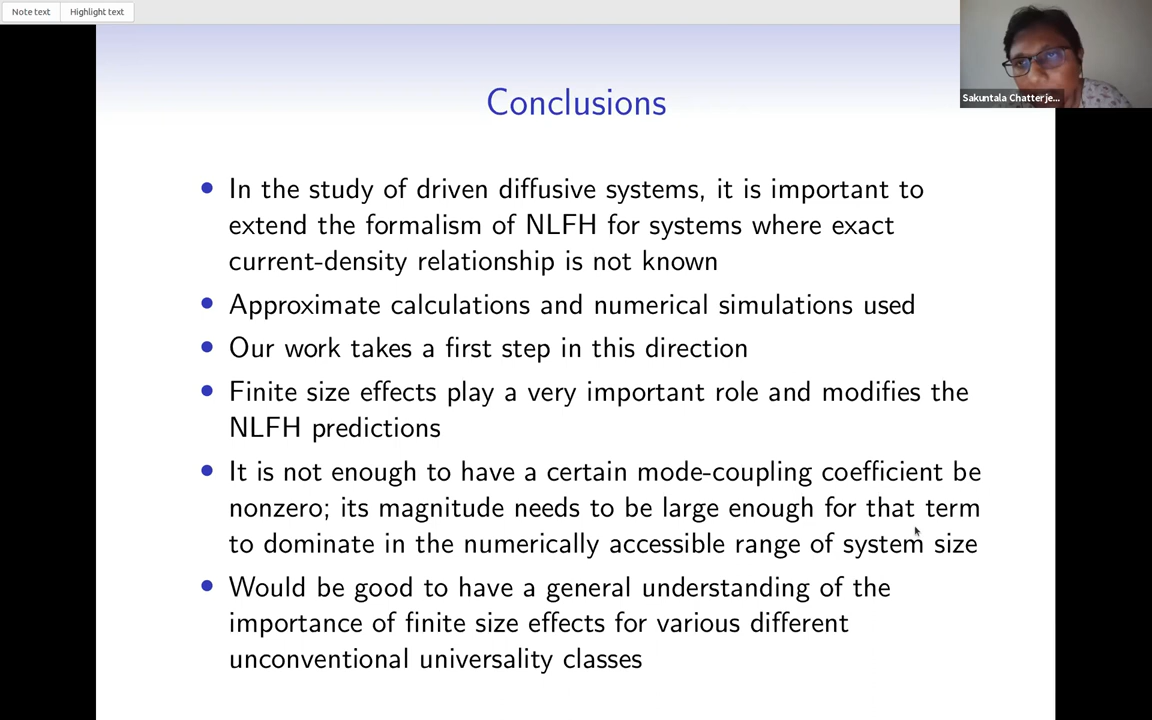 Note text
Highlight text
Sakuntala Chatterje...
Conclusions
• In the study of driven diffusive systems, it is important to
extend the formalism of NLFH for systems where exact
current-density relationship is not known
• Approximate calculations and numerical simulations used
• Our work takes a first step in this direction
• Finite size effects play a very important role and modifies the
NLFH predictions
• It is not enough to have a certain mode-coupling coefficient be
nonzero; its magnitude needs to be large enough for that term
to dominate in the numerically accessible range of system size
• Would be good to have a general understanding of the
importance of finite size effects for various different
unconventional universality classes